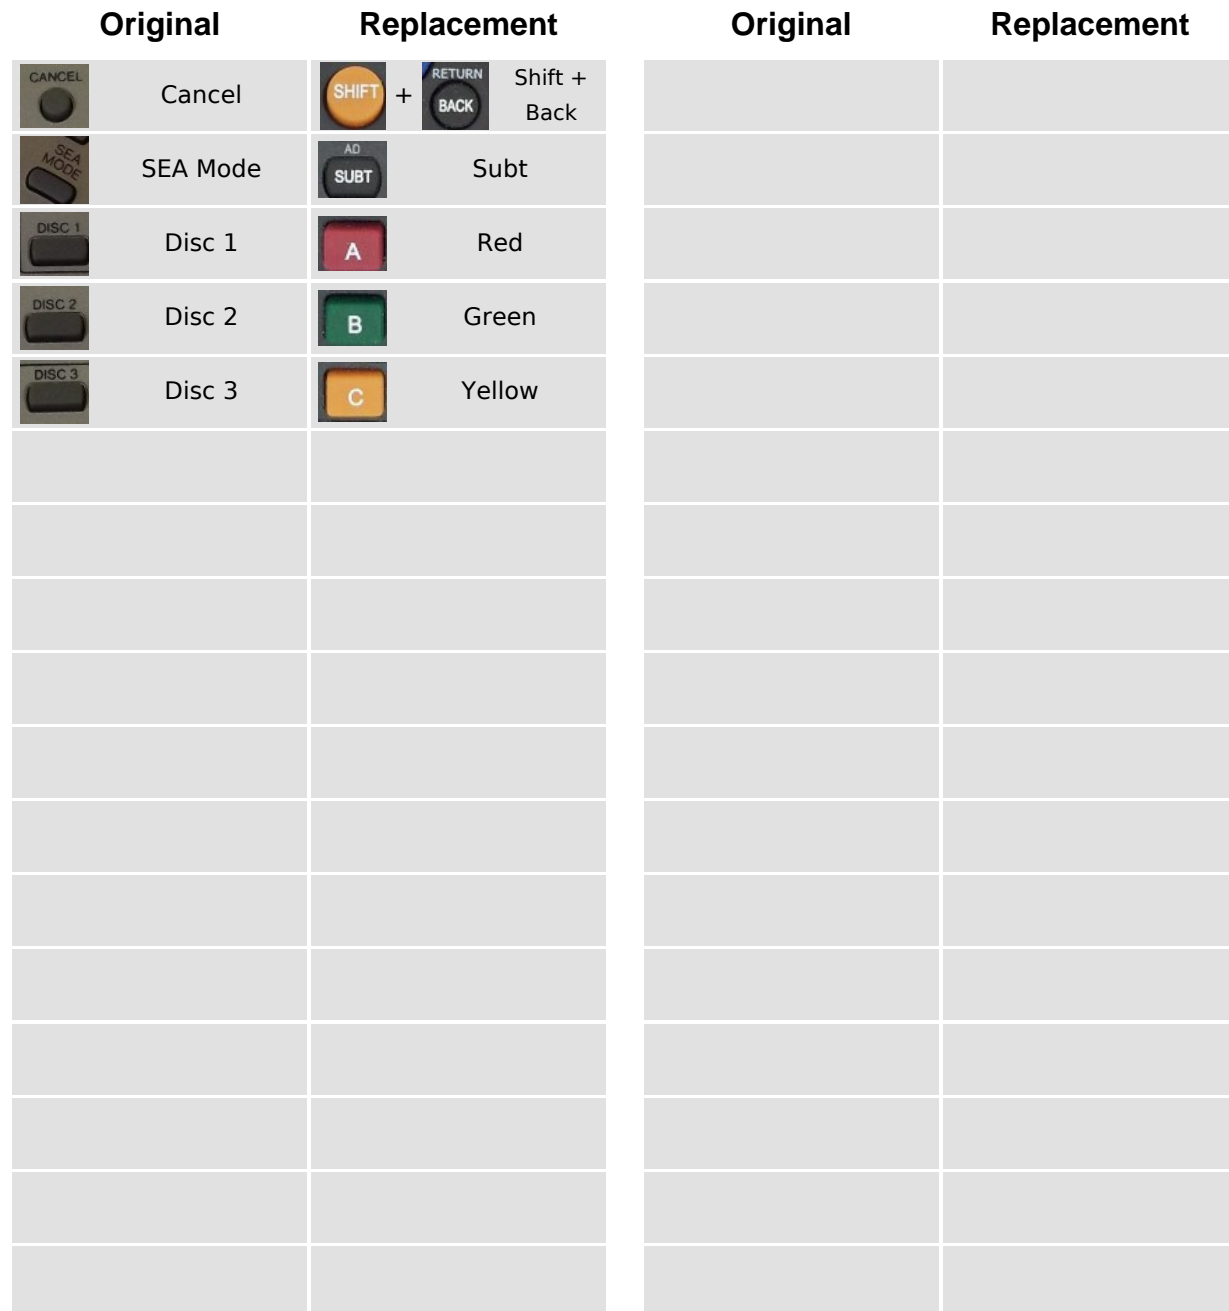 Original Replacement Original Replacement
CANCEL Cancel SHIFT + RETURN BACK Shift + Back
SEA MODE SEA Mode AD SUBT Subt
DISC 1 Disc 1 A Red
DISC 2 Disc 2 B Green
DISC 3 Disc 3 C Yellow